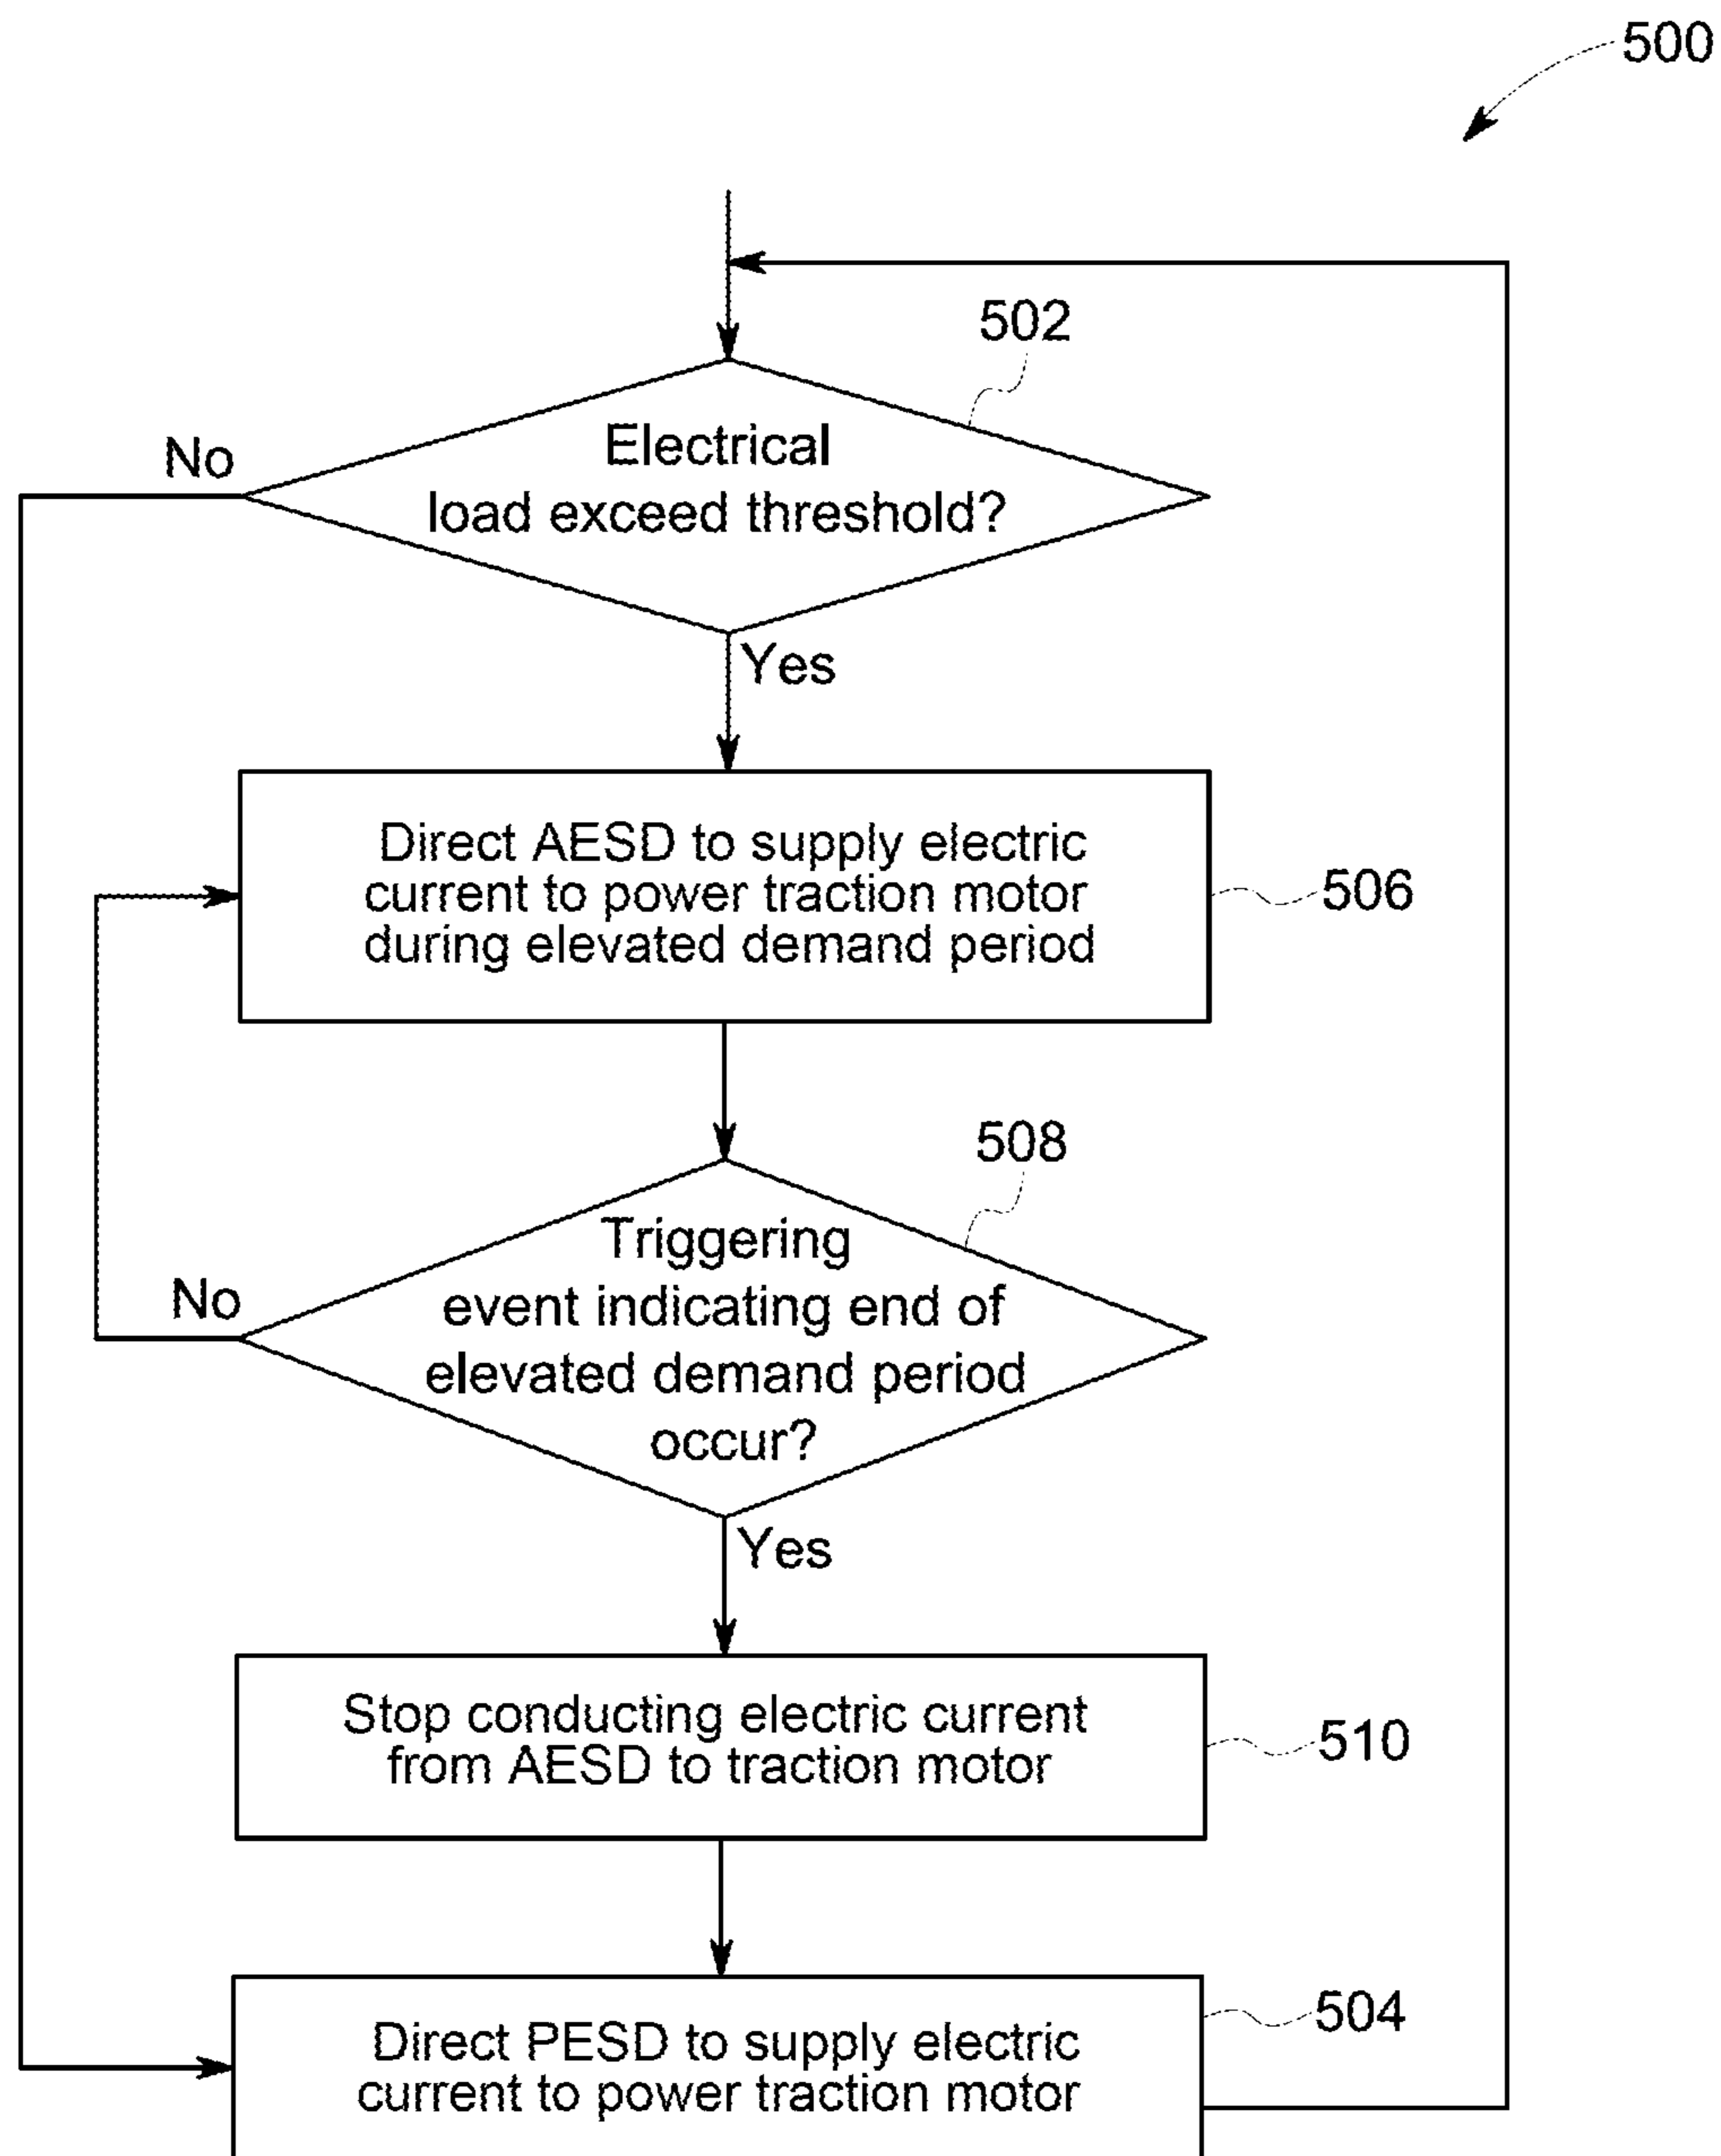 500
502
No
Electrical
load exceed threshold?
Yes
Direct AESD to supply electric
current to power traction motor
during elevated demand period
506
508
Triggering
No
event indicating end of
elevated demand period
occur?
Yes
Stop conducting electric current
from AESD to traction motor
510
504
Direct PESD to supply electric
current to power traction motor